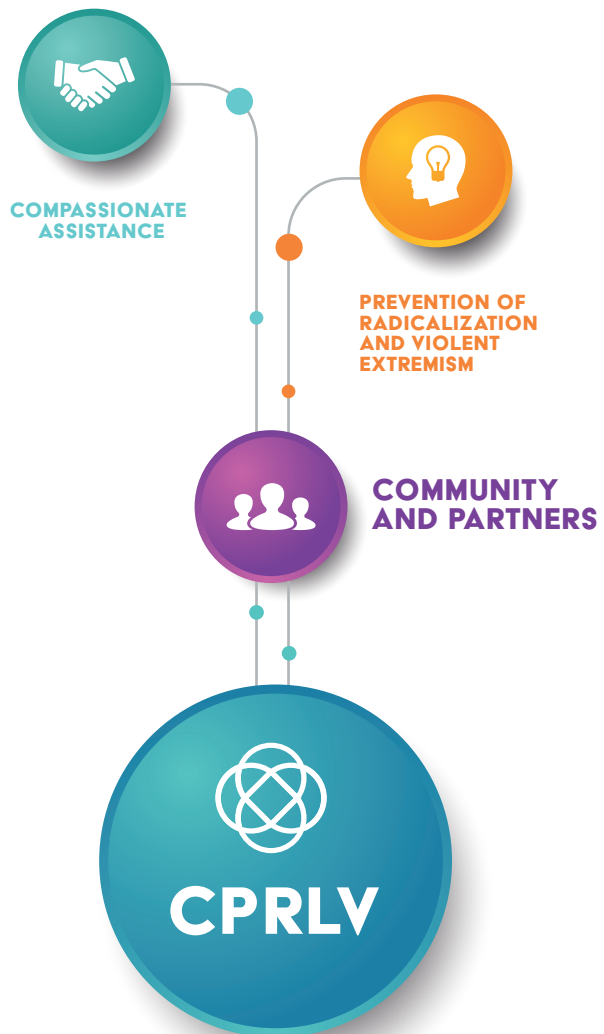 COMPASSIONATE
ASSISTANCE
PREVENTION OF
RADICALIZATION
AND VIOLENT
EXTREMISM
COMMUNITY
AND PARTNERS
CPRLV